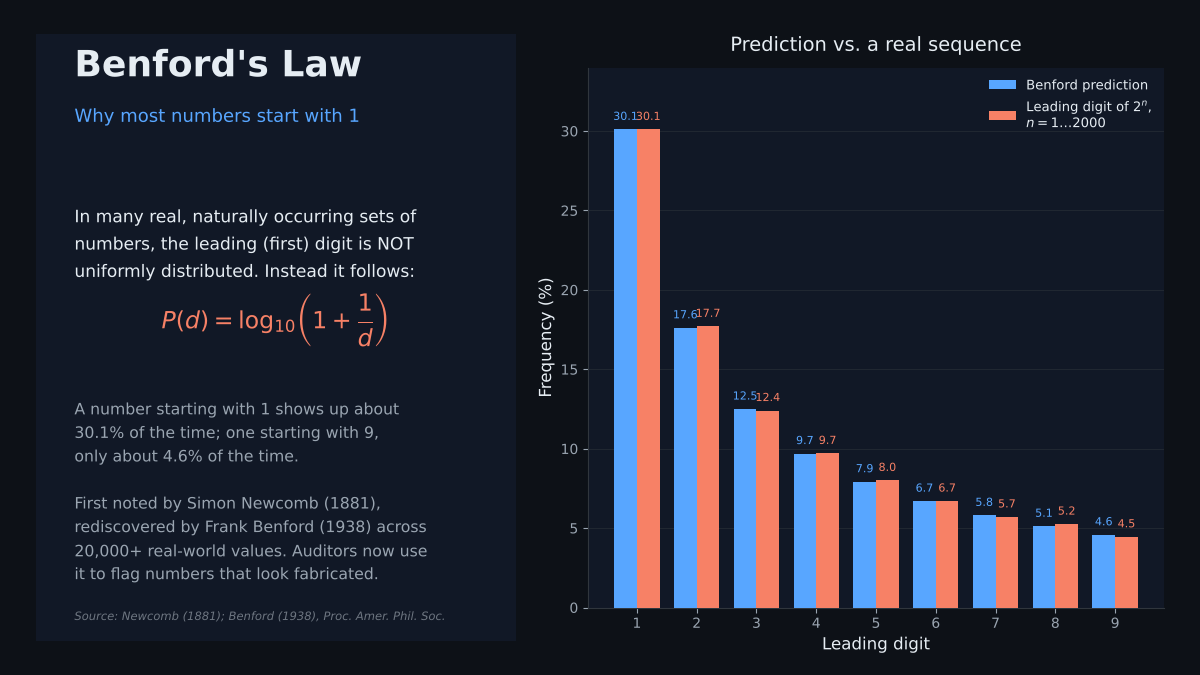 Benford's Law
Why most numbers start with 1
In many real, naturally occurring sets of
numbers, the leading (first) digit is NOT
uniformly distributed. Instead it follows:
P(d) = log₁₀(1 + 1/d)
A number starting with 1 shows up about
30.1% of the time; one starting with 9,
only about 4.6% of the time.
First noted by Simon Newcomb (1881),
rediscovered by Frank Benford (1938) across
20,000+ real-world values. Auditors now use
it to flag numbers that look fabricated.
Source: Newcomb (1881); Benford (1938), Proc. Amer. Phil. Soc.
Prediction vs. a real sequence
Benford prediction
Leading digit of 2ⁿ,
n = 1...2000
Frequency (%)
30
25
20
15
10
5
0
30.1 30.1
17.6 17.7
12.5 12.4
9.7 9.7
7.9 8.0
6.7 6.7
5.8 5.7
5.1 5.2
4.6 4.5
1 2 3 4 5 6 7 8 9
Leading digit